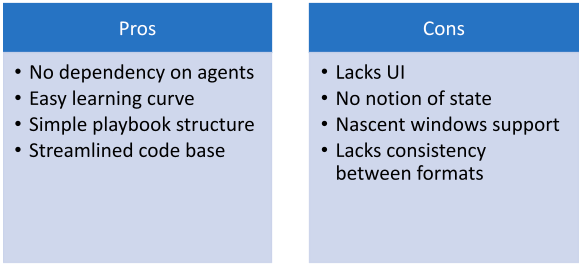 Pros
• No dependency on agents
• Easy learning curve
• Simple playbook structure
• Streamlined code base
Cons
• Lacks UI
• No notion of state
• Nascent windows support
• Lacks consistency
between formats